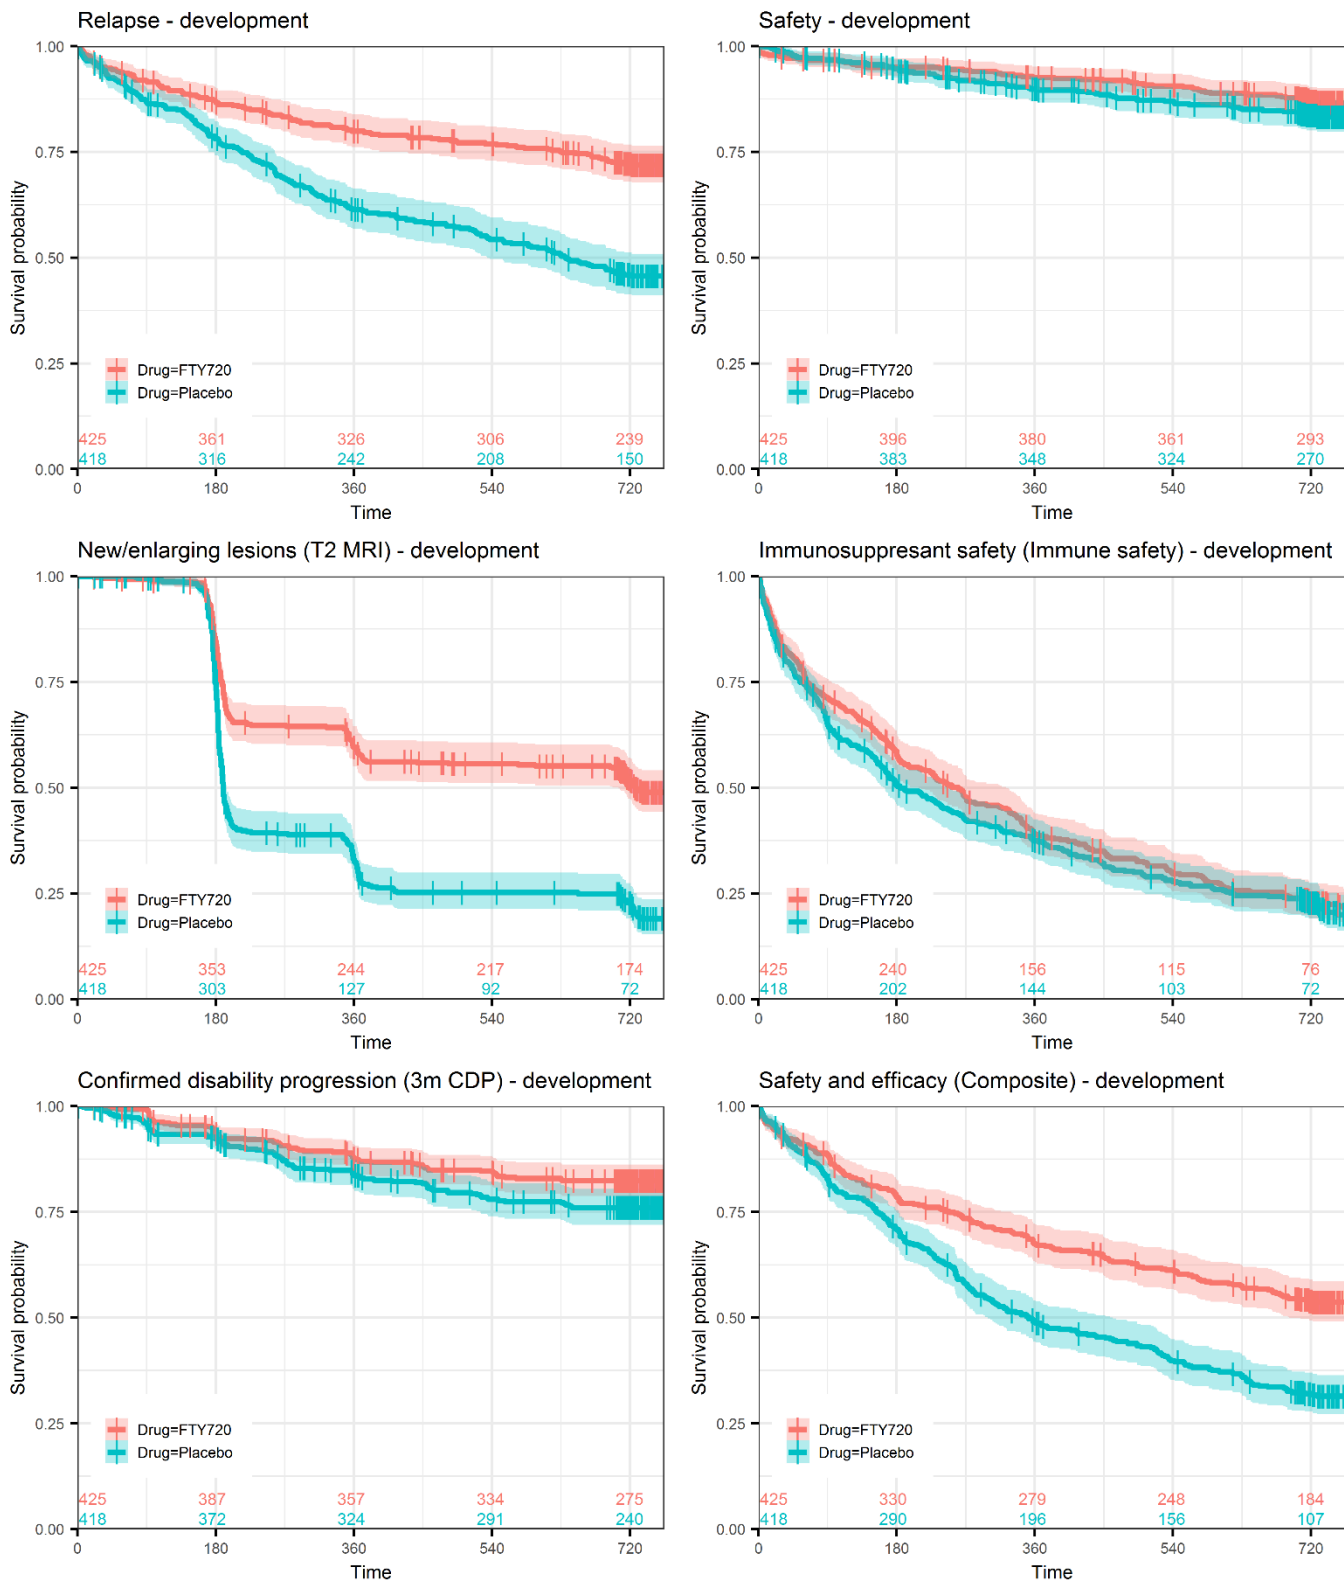 Relapse - development
1.00
0.75
0.50
0.25
0.00
Survival probability
Drug=FTY720
Drug=Placebo
425 361 326 306 239
418 316 242 208 150
0 180 360 540 720
Time
Safety - development
1.00
0.75
0.50
0.25
0.00
Survival probability
Drug=FTY720
Drug=Placebo
425 396 380 361 293
418 383 348 324 270
0 180 360 540 720
Time
New/enlarging lesions (T2 MRI) - development
1.00
0.75
0.50
0.25
0.00
Survival probability
Drug=FTY720
Drug=Placebo
425 353 244 217 174
418 303 127 92 72
0 180 360 540 720
Time
Immunosuppresant safety (Immune safety) - development
1.00
0.75
0.50
0.25
0.00
Survival probability
Drug=FTY720
Drug=Placebo
425 240 156 115 76
418 202 144 103 72
0 180 360 540 720
Time
Confirmed disability progression (3m CDP) - development
1.00
0.75
0.50
0.25
0.00
Survival probability
Drug=FTY720
Drug=Placebo
425 387 357 334 275
418 372 324 291 240
0 180 360 540 720
Time
Safety and efficacy (Composite) - development
1.00
0.75
0.50
0.25
0.00
Survival probability
Drug=FTY720
Drug=Placebo
425 330 279 248 184
418 290 196 156 107
0 180 360 540 720
Time